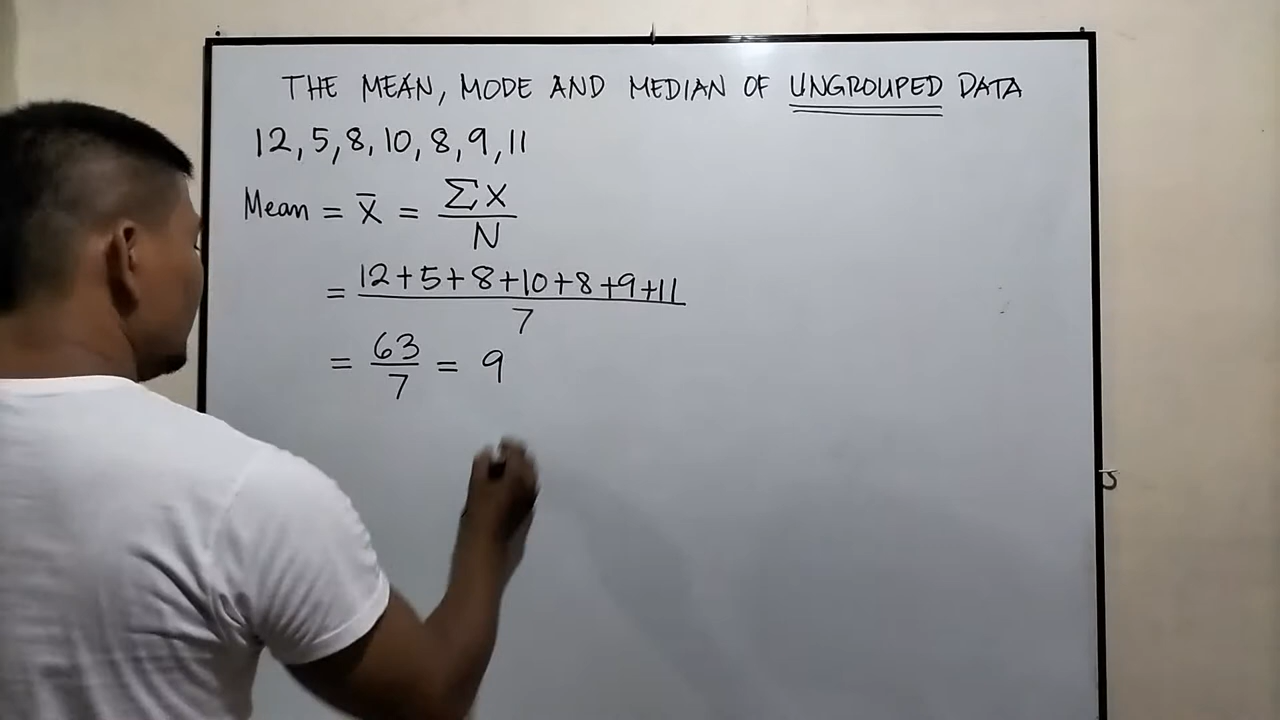 THE MEAN, MODE AND MEDIAN OF UNGROUPED DATA
12, 5, 8, 10, 8, 9, 11
Mean = x̄ = ΣX / N
= 12+5+8+10+8+9+11 / 7
= 63/7 = 9